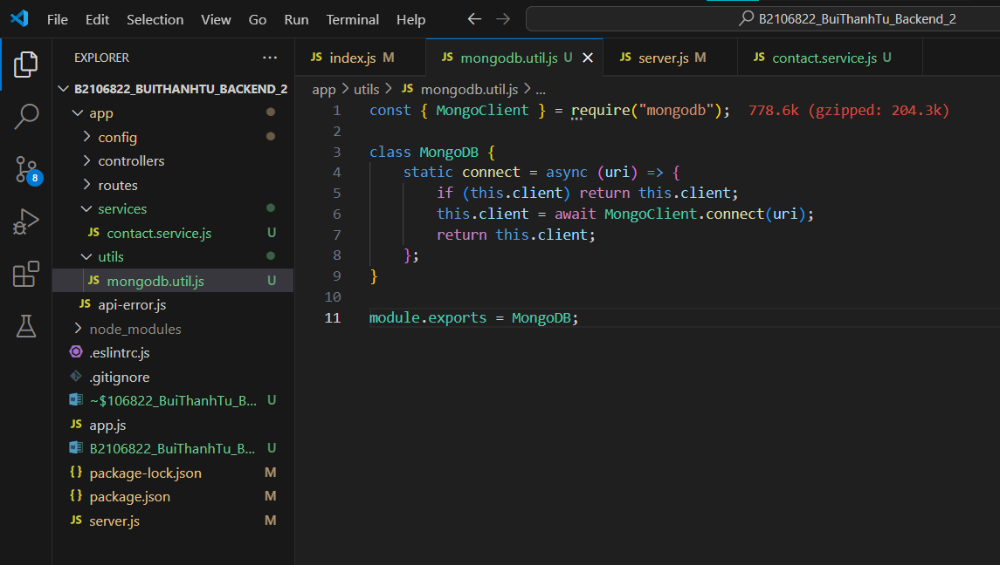 File Edit Selection View Go Run Terminal Help B2106822_BuiThanhTu_Backend_2
EXPLORER ...
JS index.js M JS mongodb.util.js U JS server.js M JS contact.service.js U
B2106822_BUITHANHTU_BACKEND_2
app
config
controllers
routes
services
JS contact.service.js U
utils
JS mongodb.util.js U
JS api-error.js
node_modules
.eslintrc.js
.gitignore
~$106822_BuiThanhTu_B... U
JS app.js
B2106822_BuiThanhTu_B... U
{} package-lock.json M
{} package.json M
JS server.js M
8
app > utils > JS mongodb.util.js > ...
1 const { MongoClient } = require("mongodb"); 778.6k (gzipped: 204.3k)
2
3 class MongoDB {
4 static connect = async (uri) => {
5 if (this.client) return this.client;
6 this.client = await MongoClient.connect(uri);
7 return this.client;
8 };
9 }
10
11 module.exports = MongoDB;